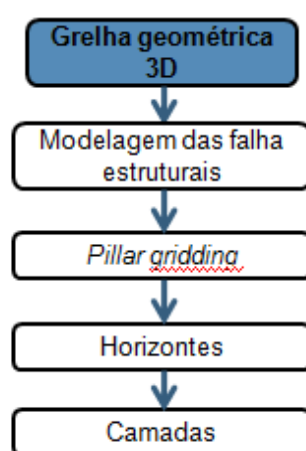 Grelha geométrica
3D
Modelagem das falha
estruturais
Pillar gridding
Horizontes
Camadas